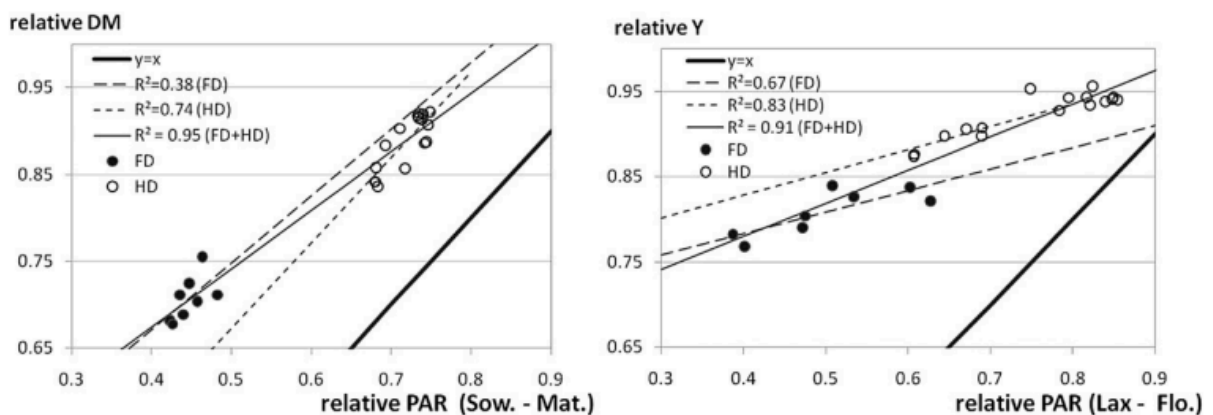 relative DM
y=x
R²=0.38 (FD)
R²=0.74 (HD)
R² = 0.95 (FD+HD)
FD
HD
0.95
0.85
0.75
0.65
0.3 0.4 0.5 0.6 0.7 0.8 0.9
relative PAR (Sow. - Mat.)
relative Y
y=x
R²=0.67 (FD)
R²=0.83 (HD)
R² = 0.91 (FD+HD)
FD
HD
0.95
0.85
0.75
0.65
0.3 0.4 0.5 0.6 0.7 0.8 0.9
relative PAR (Lax - Flo.)